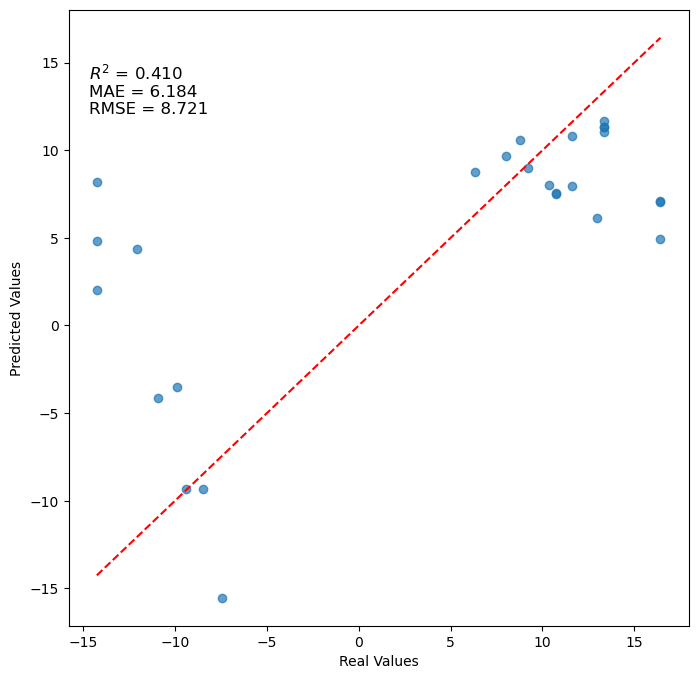 R² = 0.410
MAE = 6.184
RMSE = 8.721
15
10
5
0
−5
−10
−15
Predicted Values
−15 −10 −5 0 5 10 15
Real Values